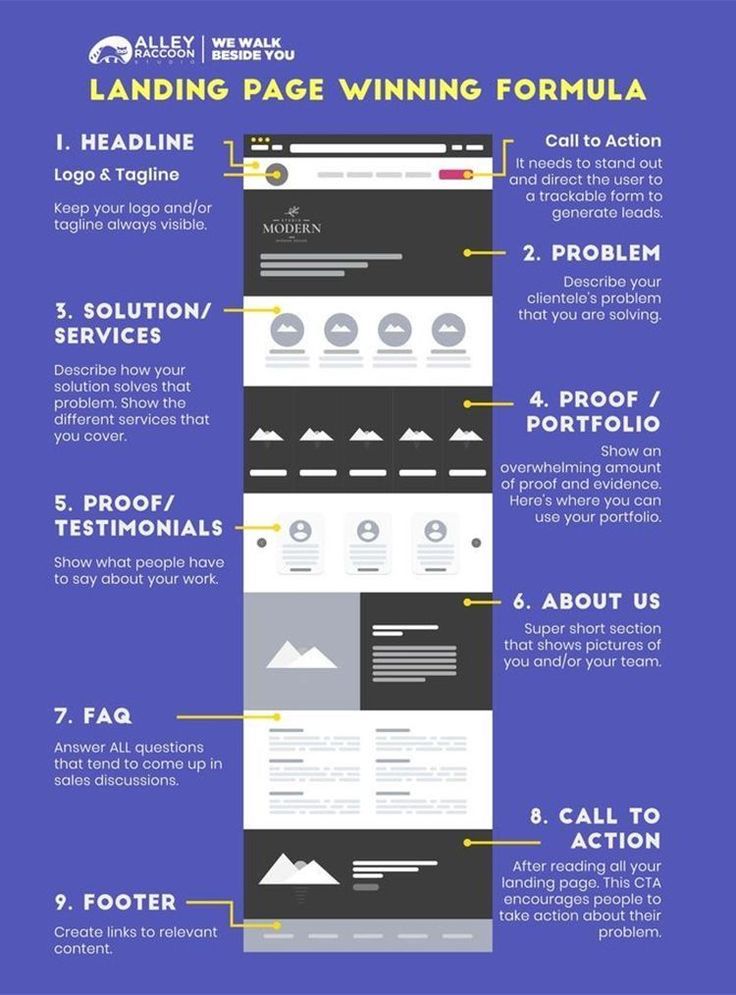 ALLEY
RACCOON
STUDIO
WE WALK
BESIDE YOU
LANDING PAGE WINNING FORMULA
1. HEADLINE
Logo & Tagline
Keep your logo and/or
tagline always visible.
Call to Action
It needs to stand out
and direct the user to
a trackable form to
generate leads.
STUDIO
MODERN
2. PROBLEM
Describe your
clientele's problem
that you are solving.
3. SOLUTION/
SERVICES
Describe how your
solution solves that
problem. Show the
different services that
you cover.
4. PROOF /
PORTFOLIO
Show an
overwhelming amount
of proof and evidence.
Here's where you can
use your portfolio.
5. PROOF/
TESTIMONIALS
Show what people have
to say about your work.
6. ABOUT US
Super short section
that shows pictures of
you and/or your team.
7. FAQ
Answer ALL questions
that tend to come up in
sales discussions.
8. CALL TO
ACTION
After reading all your
landing page. This CTA
encourages people to
take action about their
problem.
9. FOOTER
Create links to relevant
content.